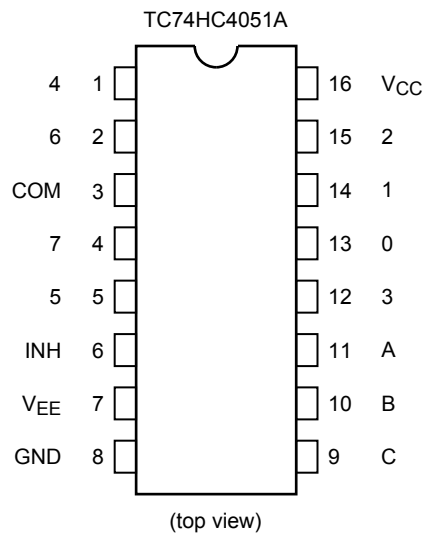 TC74HC4051A
4 1 16 VCC
6 2 15 2
COM 3 14 1
7 4 13 0
5 5 12 3
INH 6 11 A
VEE 7 10 B
GND 8 9 C
(top view)